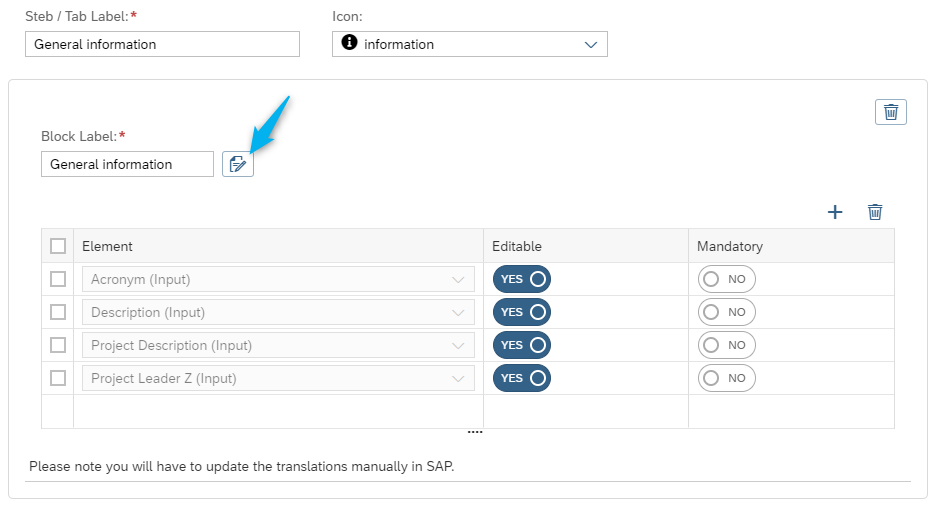 Steb / Tab Label:* Icon:
General information information
Block Label:*
General information
Element Editable Mandatory
Acronym (Input) YES NO
Description (Input) YES NO
Project Description (Input) YES NO
Project Leader Z (Input) YES NO
Please note you will have to update the translations manually in SAP.